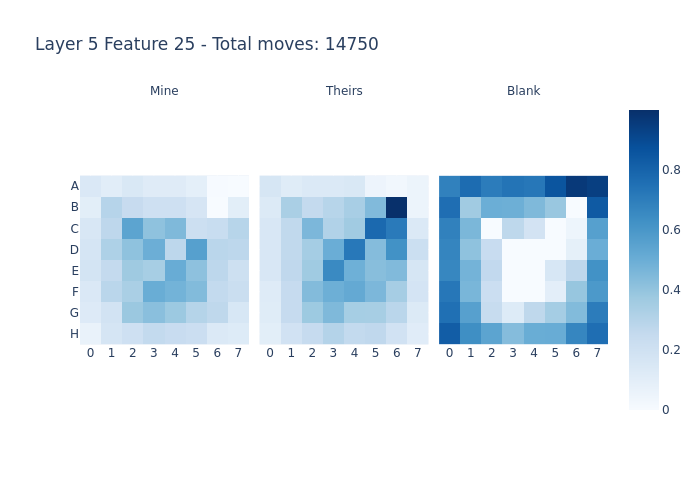 Layer 5 Feature 25 - Total moves: 14750
Mine Theirs Blank
A
B
C
D
E
F
G
H
0 1 2 3 4 5 6 7 0 1 2 3 4 5 6 7 0 1 2 3 4 5 6 7
0.8
0.6
0.4
0.2
0